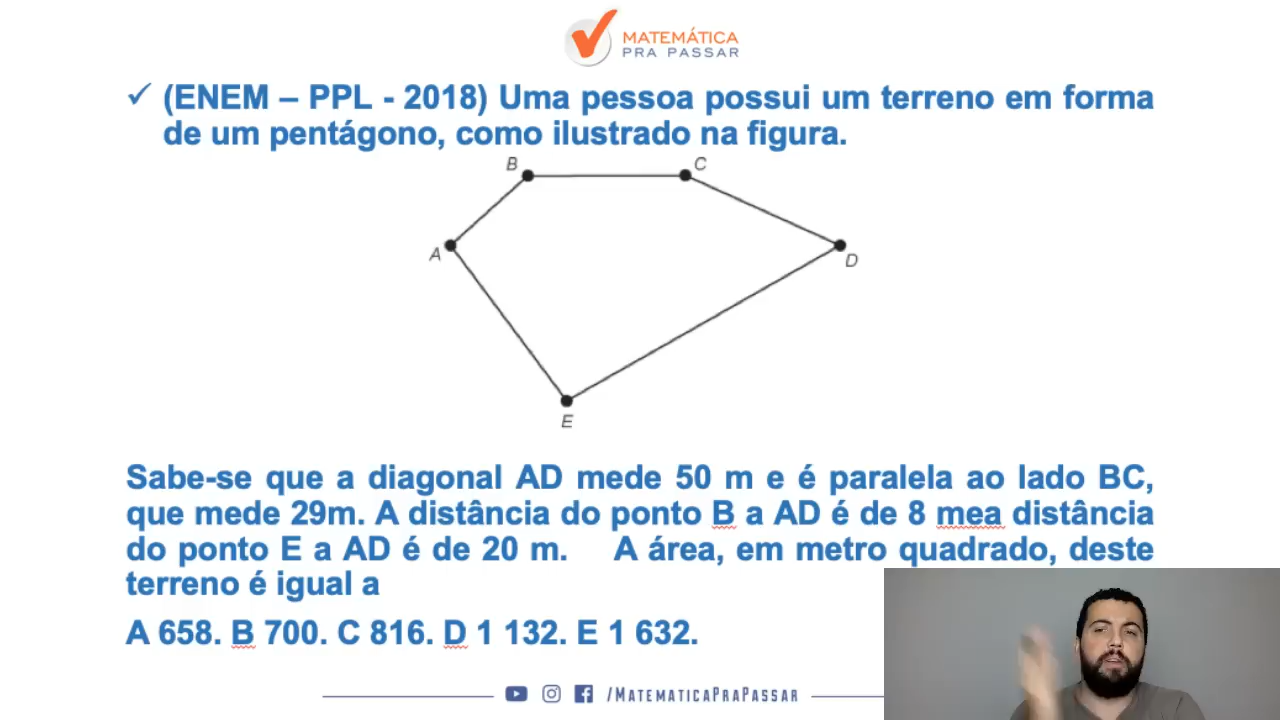 MATEMÁTICA
PRA PASSAR
✓ (ENEM – PPL - 2018) Uma pessoa possui um terreno em forma
de um pentágono, como ilustrado na figura.
B
C
A
D
E
Sabe-se que a diagonal AD mede 50 m e é paralela ao lado BC,
que mede 29m. A distância do ponto B a AD é de 8 mea distância
do ponto E a AD é de 20 m. A área, em metro quadrado, deste
terreno é igual a
A 658. B 700. C 816. D 1 132. E 1 632.
/MATEMATICAPRAPASSAR